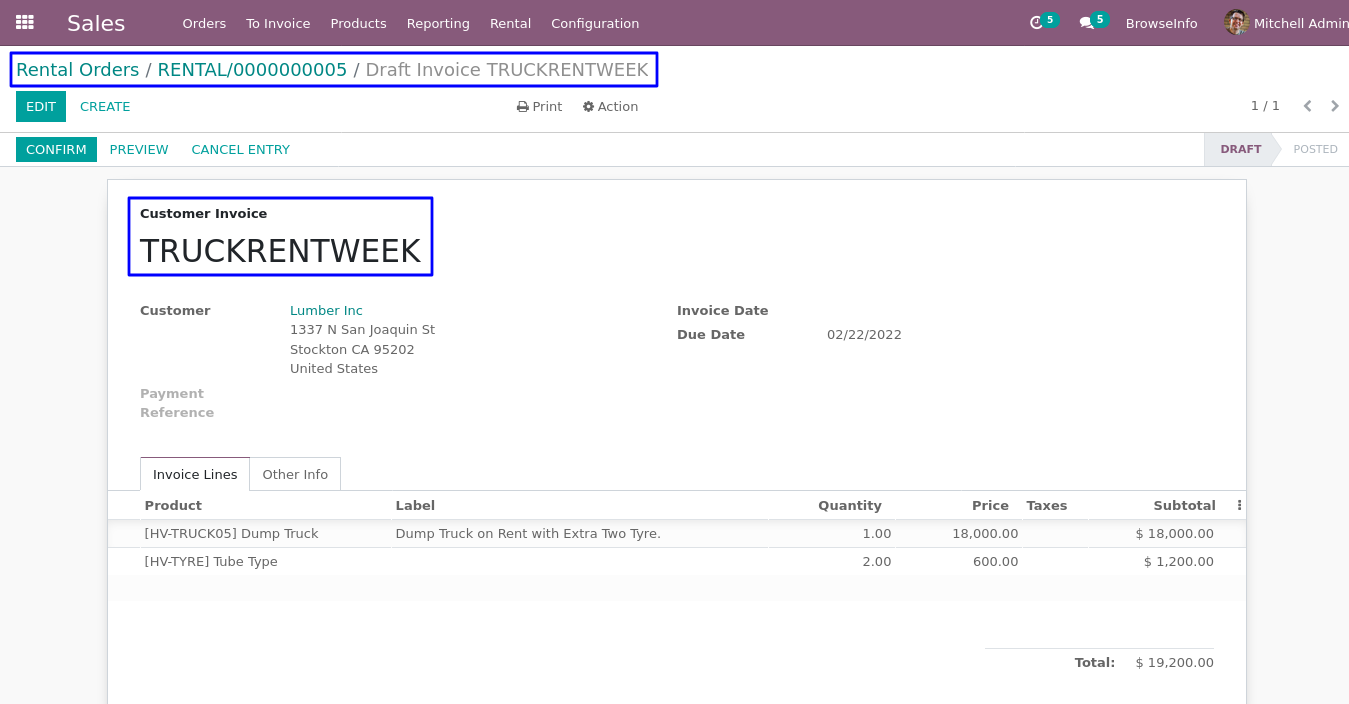 Sales Orders To Invoice Products Reporting Rental Configuration 5 5 BrowseInfo Mitchell Admin
Rental Orders / RENTAL/0000000005 / Draft Invoice TRUCKRENTWEEK
EDIT CREATE Print Action 1 / 1
CONFIRM PREVIEW CANCEL ENTRY DRAFT POSTED
Customer Invoice
TRUCKRENTWEEK
Customer Lumber Inc Invoice Date
1337 N San Joaquin St Due Date 02/22/2022
Stockton CA 95202
United States
Payment
Reference
Invoice Lines Other Info
Product Label Quantity Price Taxes Subtotal
[HV-TRUCK05] Dump Truck Dump Truck on Rent with Extra Two Tyre. 1.00 18,000.00 $ 18,000.00
[HV-TYRE] Tube Type 2.00 600.00 $ 1,200.00
Total: $ 19,200.00